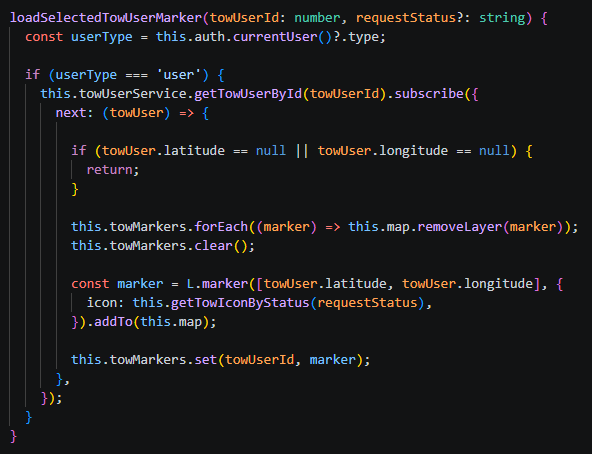 loadSelectedTowUserMarker(towUserId: number, requestStatus?: string) {
  const userType = this.auth.currentUser()?.type;

  if (userType === 'user') {
    this.towUserService.getTowUserById(towUserId).subscribe({
      next: (towUser) => {

        if (towUser.latitude == null || towUser.longitude == null) {
          return;
        }

        this.towMarkers.forEach((marker) => this.map.removeLayer(marker));
        this.towMarkers.clear();

        const marker = L.marker([towUser.latitude, towUser.longitude], {
          icon: this.getTowIconByStatus(requestStatus),
        }).addTo(this.map);

        this.towMarkers.set(towUserId, marker);
      },
    });
  }
}